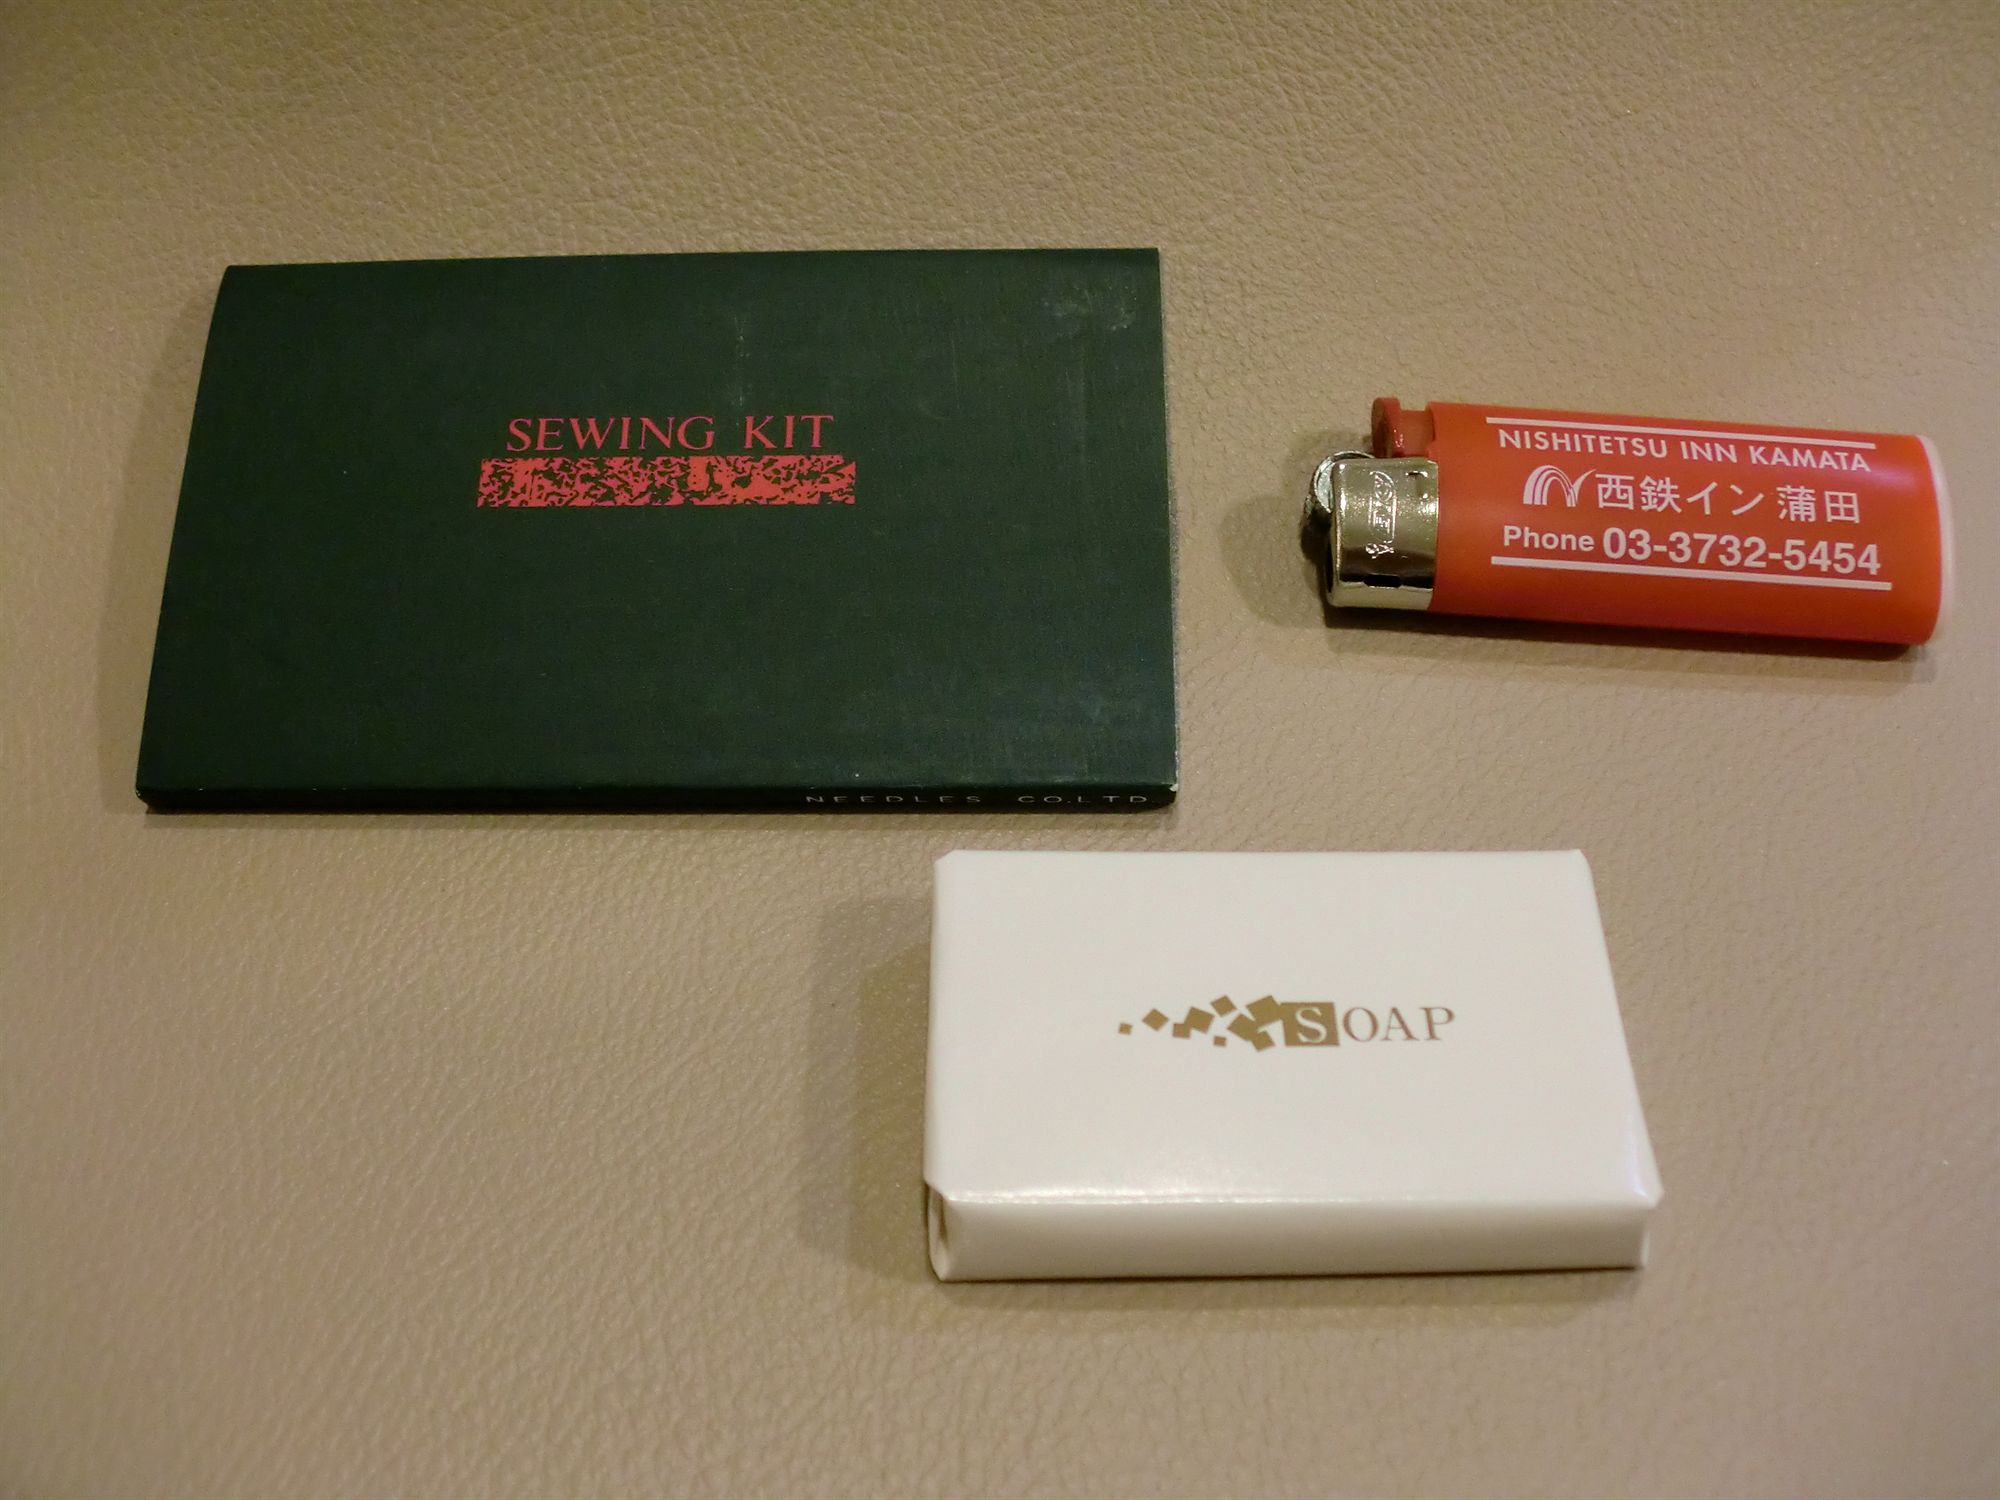 SEWING KIT
NEEDLES CO.LTD
NISHITETSU INN KAMATA
西鉄イン 蒲田
Phone 03-3732-5454
SOAP